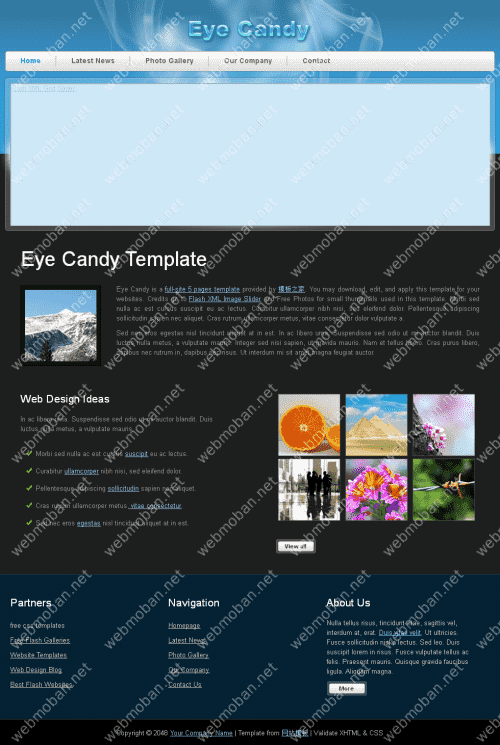 Eye Candy
Home
Latest News
Photo Gallery
Our Company
Contact
Eye Candy Template
Eye Candy is a full-site 5 pages template provided by 模板之家. You may download, edit, and apply this template for your
websites. Credits go to Flash XML Image Slider and Free Photos for small thumbnails used in this template. Morbi sed
nulla ac est cursus suscipit eu ac lectus. Curabitur ullamcorper nibh nisi, sed eleifend dolor. Pellentesque adipiscing
sollicitudin sapien nec aliquet. Cras rutrum ullamcorper metus, vitae consectetur dolor vulputate a.
Sed nec eros egestas nisl tincidunt aliquet at in est. In ac libero urna. Suspendisse sed odio ut mi auctor blandit. Duis
luctus nulla metus, a vulputate mauris. Integer sed nisi sapien, ut gravida mauris. Nam et tellus libero. Cras purus libero,
dapibus nec rutrum in, dapibus nec risus. Ut interdum mi sit amet magna feugiat auctor.
Web Design Ideas
In ac libero urna. Suspendisse sed odio ut mi auctor blandit. Duis
luctus nulla metus, a vulputate mauris.
Morbi sed nulla ac est cursus suscipit eu ac lectus.
Curabitur ullamcorper nibh nisi, sed eleifend dolor.
Pellentesque adipiscing sollicitudin sapien nec aliquet.
Cras rutrum ullamcorper metus, vitae consectetur.
Sed nec eros egestas nisl tincidunt aliquet at in est.
View all
Partners
free css templates
Free Flash Galleries
Website Templates
Web Design Blog
Best Flash Websites
Navigation
Homepage
Latest News
Photo Gallery
Our Company
Contact Us
About Us
Nulla tellus risus, tincidunt vitae, sagittis vel,
interdum at, erat. Duis vitae velit. Ut ultricies.
Fusce sollicitudin nulla lectus. Sed leo. Duis
suscipit lorem in risus. Fusce vulputate tellus ac
felis. Praesent mauris. Quisque gravida faucibus
ligula. Aliquam magna.
More
Copyright © 2048 Your Company Name | Template from 网站模板 | Validate XHTML & CSS
webmoban.net